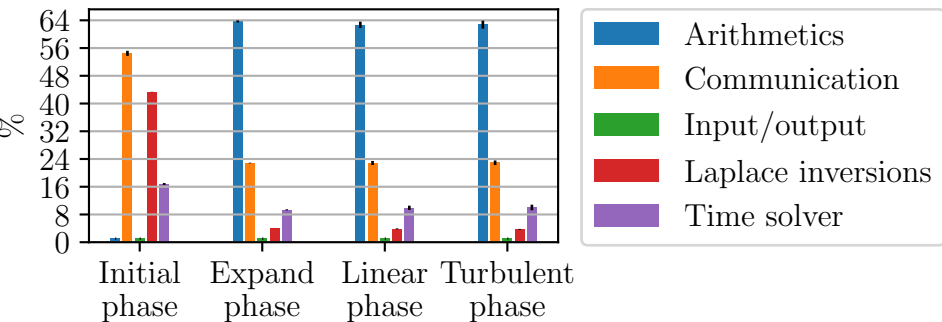 %
64
56
48
40
32
24
16
8
0
Initial phase
Expand phase
Linear phase
Turbulent phase
Arithmetics
Communication
Input/output
Laplace inversions
Time solver